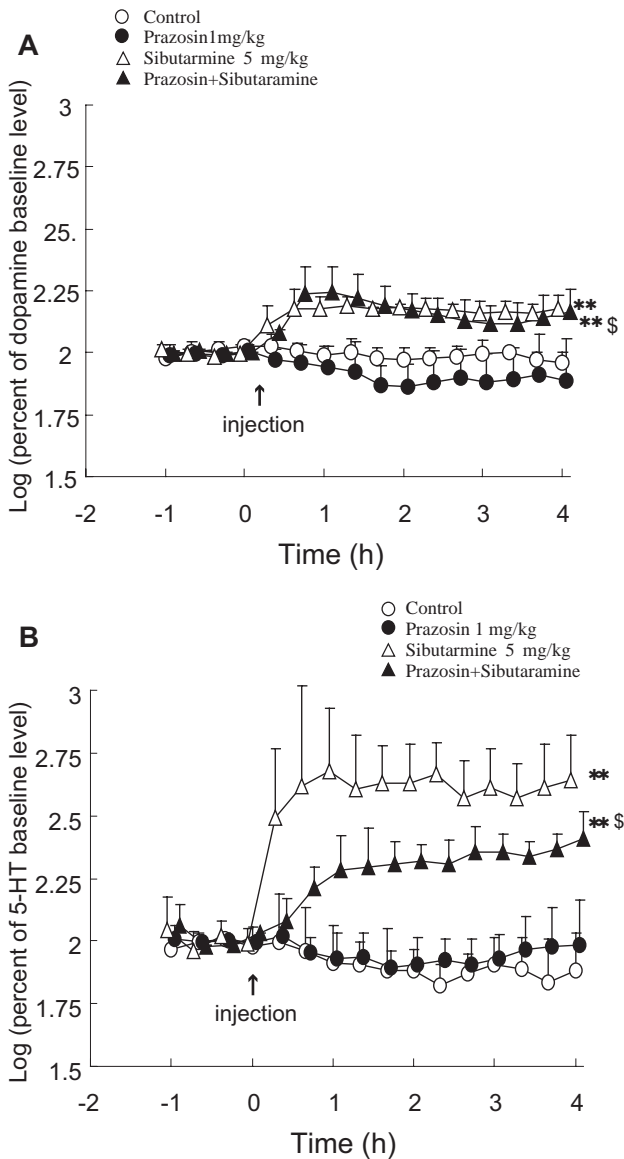 A
Control
Prazosin1mg/kg
Sibutarmine 5 mg/kg
Prazosin+Sibutaramine
Log (percent of dopamine baseline level)
3
2.75
25.
2.25
2
1.75
1.5
**
** $
injection
-2 -1 0 1 2 3 4
Time (h)
B
Control
Prazosin 1 mg/kg
Sibutarmine 5 mg/kg
Prazosin+Sibutaramine
Log (percent of 5-HT baseline level)
3
2.75
2.5
2.25
2
1.75
1.5
**
** $
injection
-2 -1 0 1 2 3 4
Time (h)